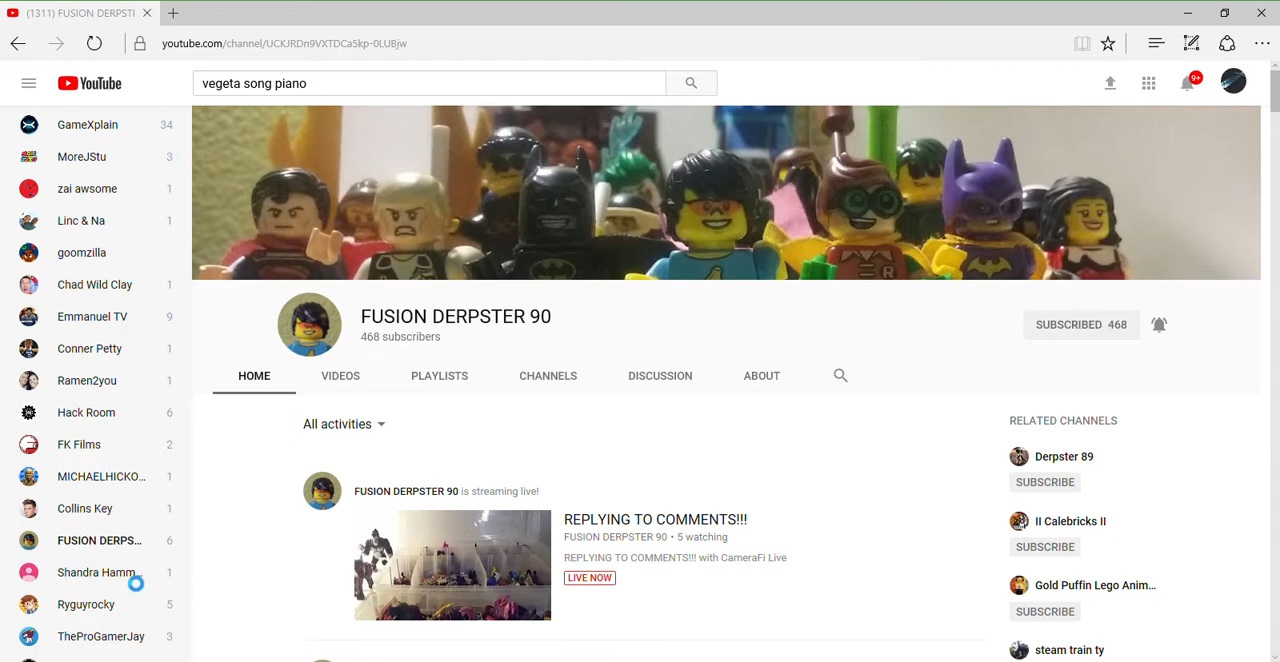 (1311) FUSION DERPSTI
youtube.com/channel/UCKJRDn9VXTDCa5kp-0LUBjw
YouTube
vegeta song piano
9+
GameXplain 34
MoreJStu 3
zai awsome 1
Linc & Na 1
goomzilla
Chad Wild Clay 1
Emmanuel TV 9
Conner Petty 1
Ramen2you 1
Hack Room 6
FK Films 2
MICHAELHICKO... 1
Collins Key 1
FUSION DERPS... 6
Shandra Hamm... 1
Ryguyrocky 5
TheProGamerJay 3
FUSION DERPSTER 90
468 subscribers
SUBSCRIBED 468
HOME VIDEOS PLAYLISTS CHANNELS DISCUSSION ABOUT
All activities
FUSION DERPSTER 90 is streaming live!
REPLYING TO COMMENTS!!!
FUSION DERPSTER 90 • 5 watching
REPLYING TO COMMENTS!!! with CameraFi Live
LIVE NOW
RELATED CHANNELS
Derpster 89
SUBSCRIBE
II Calebricks II
SUBSCRIBE
Gold Puffin Lego Anim...
SUBSCRIBE
steam train ty